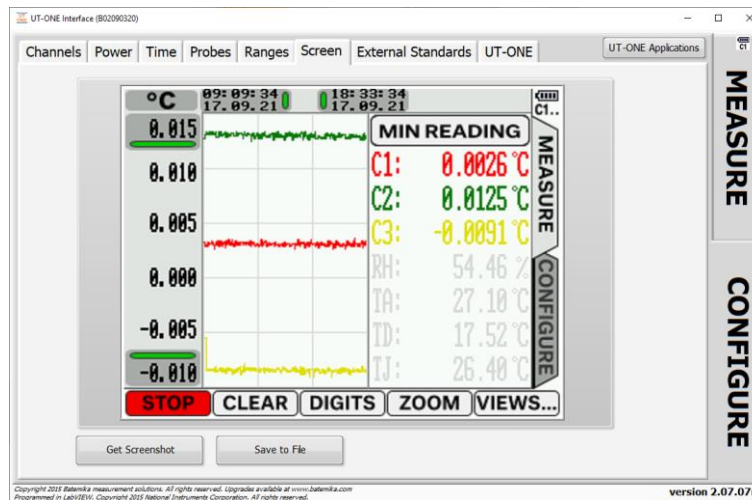 UT-ONE Interface (B02090320)
Channels Power Time Probes Ranges Screen External Standards UT-ONE
UT-ONE Applications
C1
°C
09:09:34
17.09.21
18:33:34
17.09.21
C1..
0.015
0.010
0.005
0.000
-0.005
-0.010
MIN READING
C1: 0.0026 °C
C2: 0.0125 °C
C3: -0.0091 °C
RH: 54.46 %
TA: 27.10 °C
TD: 17.52 °C
TJ: 26.40 °C
MEASURE
CONFIGURE
STOP CLEAR DIGITS ZOOM VIEWS...
MEASURE
CONFIGURE
Get Screenshot Save to File
Copyright 2015 Batemika measurement solutions. All rights reserved. Upgrades available at www.batemika.com
Programmed in LabVIEW. Copyright 2015 National Instruments Corporation. All rights reserved.
version 2.07.07